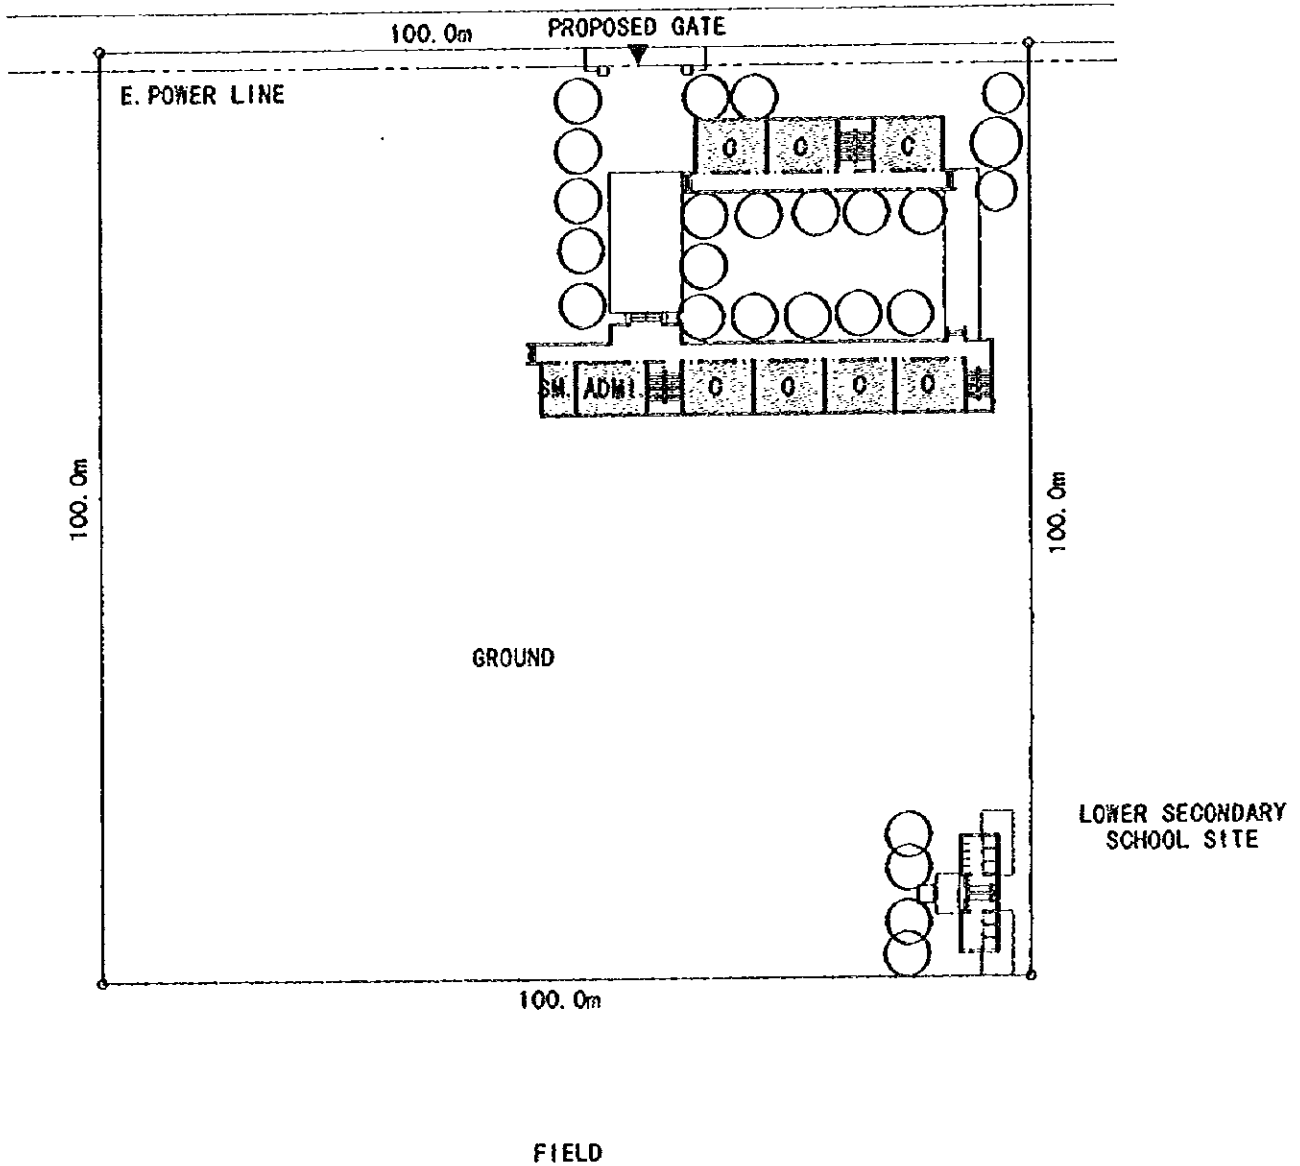 PROPOSED GATE
100.0m
E. POWER LINE
C C C
SM. ADMI. C C C C
100.0m
100.0m
GROUND
LOWER SECONDARY
SCHOOL SITE
100.0m
FIELD